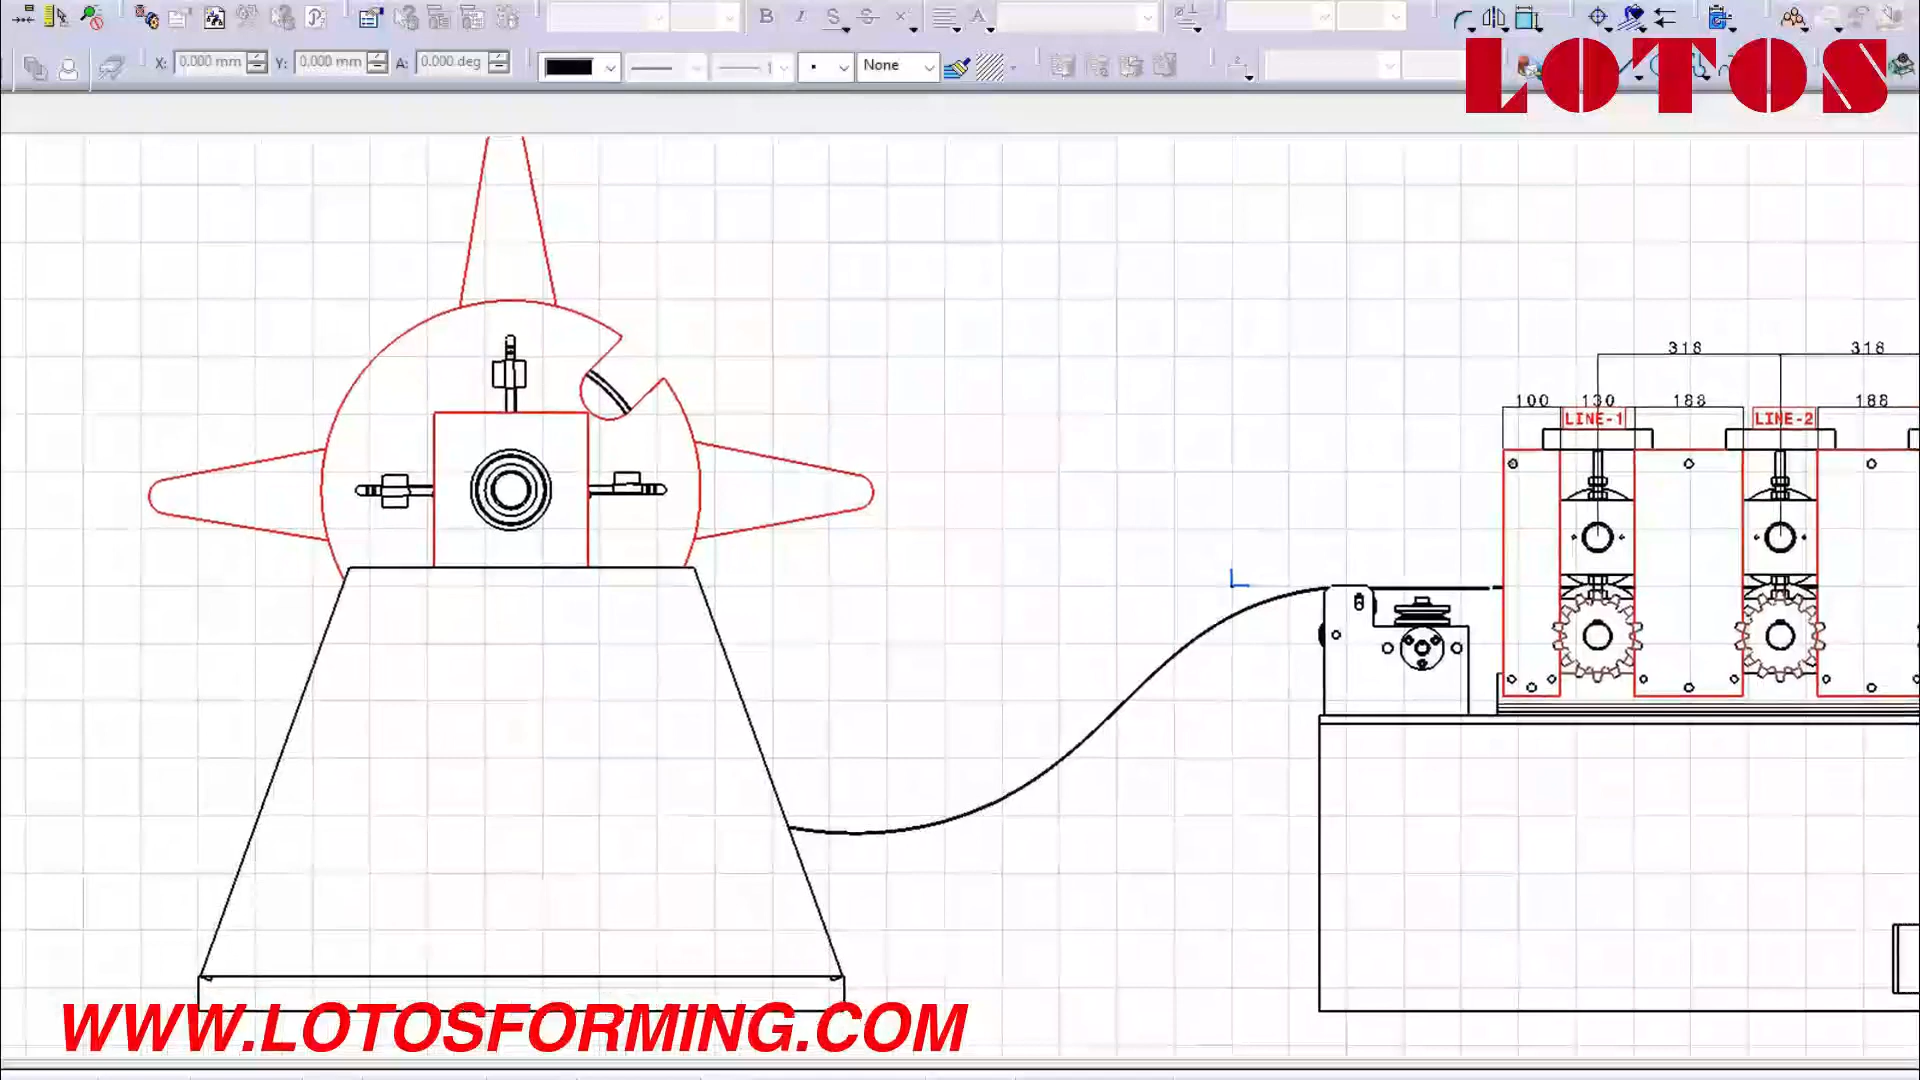 B I S S
X: 0.000 mm Y: 0.000 mm A: 0.000 deg 1 None
LOTOS
318 318
100 130 188 188
LINE-1 LINE-2
WWW.LOTOSFORMING.COM